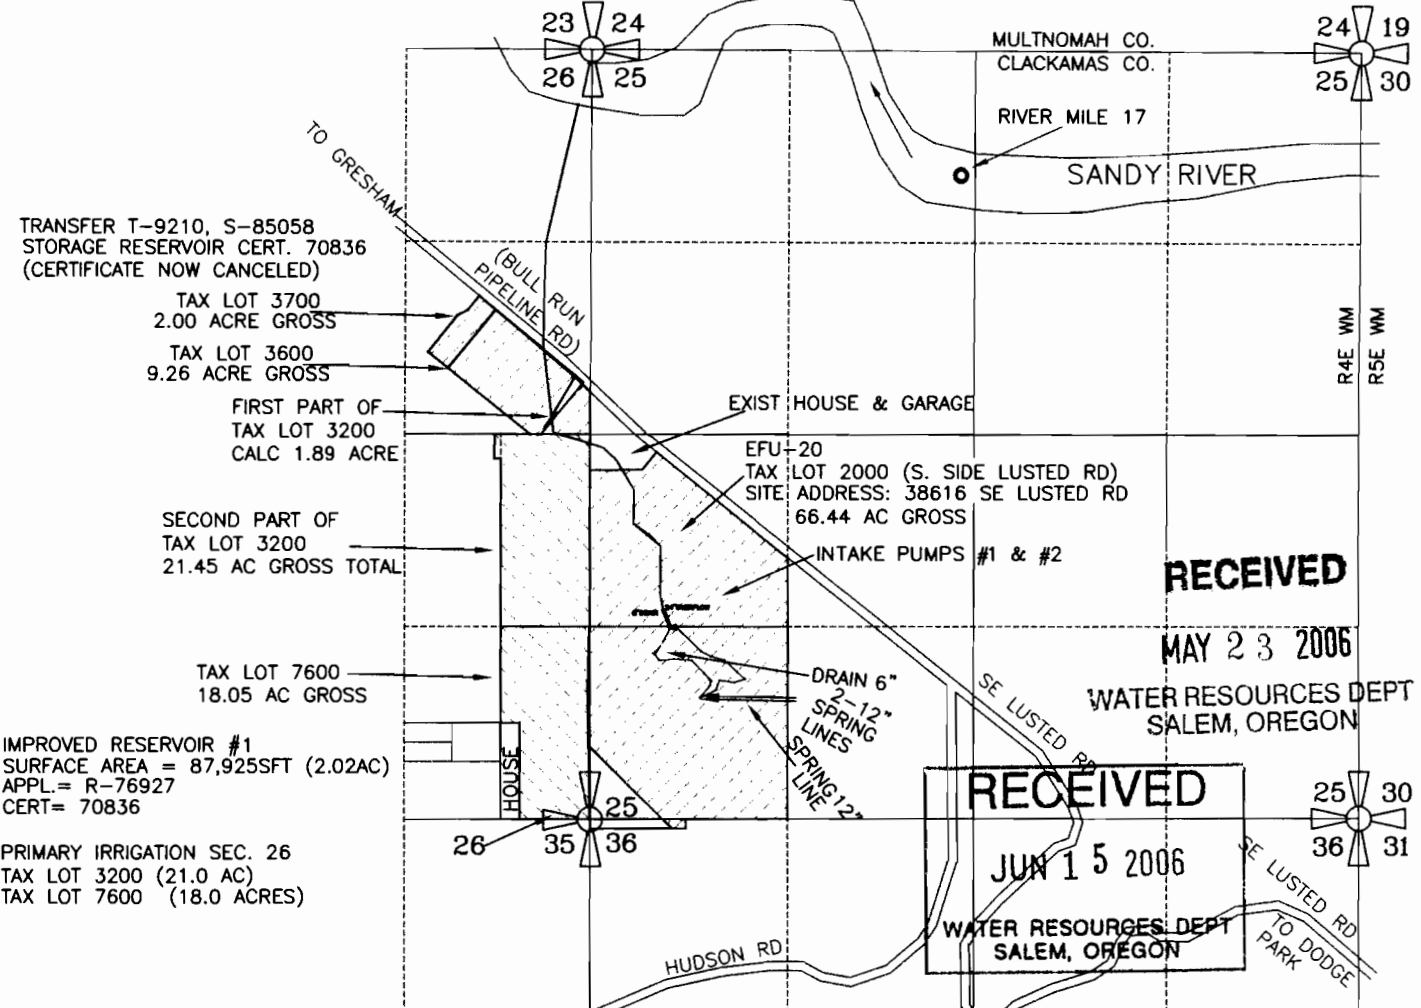 23 24
26 25
24 19
25 30
MULTNOMAH CO.
CLACKAMAS CO.
RIVER MILE 17
SANDY RIVER
TO GRESHAM
(BULL RUN
PIPELINE RD)
R4E WM
R5E WM
TRANSFER T-9210, S-85058
STORAGE RESERVOIR CERT. 70836
(CERTIFICATE NOW CANCELED)
TAX LOT 3700
2.00 ACRE GROSS
TAX LOT 3600
9.26 ACRE GROSS
FIRST PART OF
TAX LOT 3200
CALC 1.89 ACRE
EXIST HOUSE & GARAGE
EFU-20
TAX LOT 2000 (S. SIDE LUSTED RD)
SITE ADDRESS: 38616 SE LUSTED RD
66.44 AC GROSS
SECOND PART OF
TAX LOT 3200
21.45 AC GROSS TOTAL
INTAKE PUMPS #1 & #2
RECEIVED
MAY 23 2006
WATER RESOURCES DEPT
SALEM, OREGON
TAX LOT 7600
18.05 AC GROSS
DRAIN 6"
2-12"
SPRING
LINES
SPRING 12"
LINE
SE LUSTED RD
IMPROVED RESERVOIR #1
SURFACE AREA = 87,925SFT (2.02AC)
APPL.= R-76927
CERT= 70836
HOUSE
RECEIVED
JUN 15 2006
WATER RESOURCES DEPT
SALEM, OREGON
26 25
35 36
25 30
36 31
PRIMARY IRRIGATION SEC. 26
TAX LOT 3200 (21.0 AC)
TAX LOT 7600 (18.0 ACRES)
SE LUSTED RD
TO DODGE
PARK
HUDSON RD